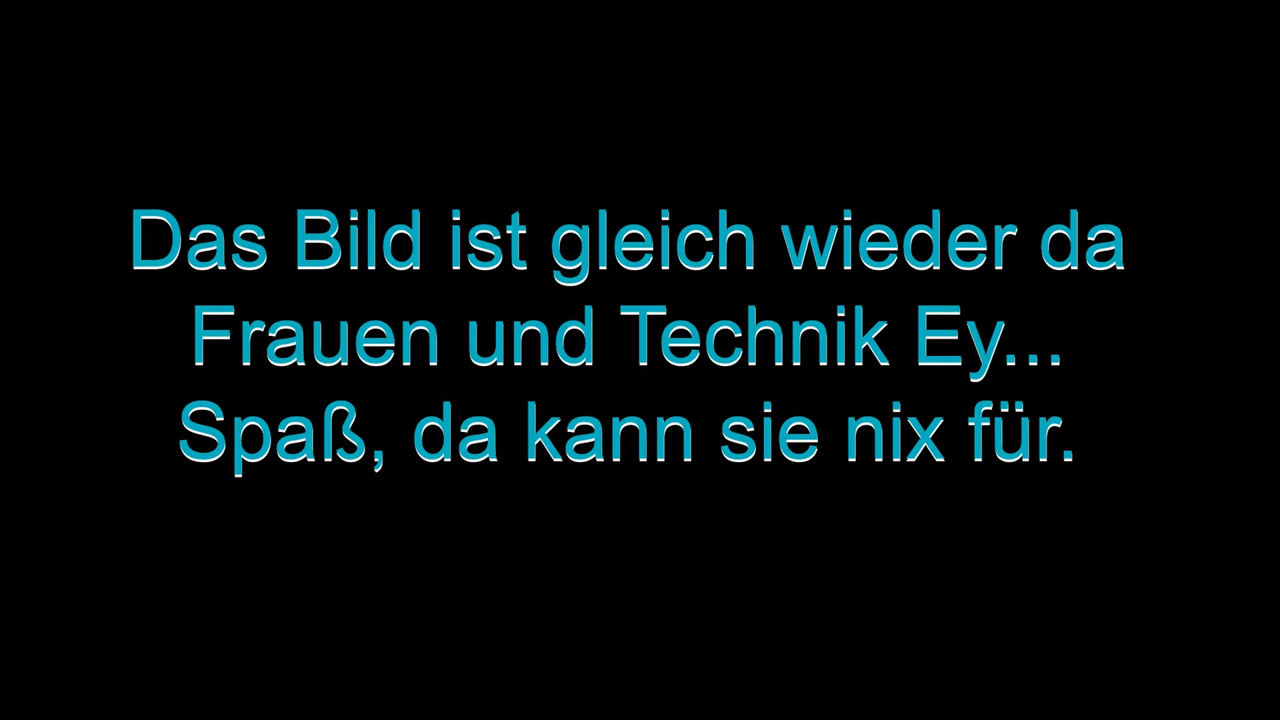 Das Bild ist gleich wieder da
Frauen und Technik Ey...
Spaß, da kann sie nix für.